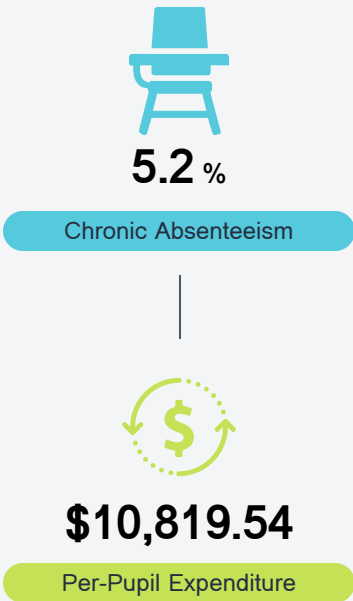 5.2 %
Chronic Absenteeism
$
$10,819.54
Per-Pupil Expenditure